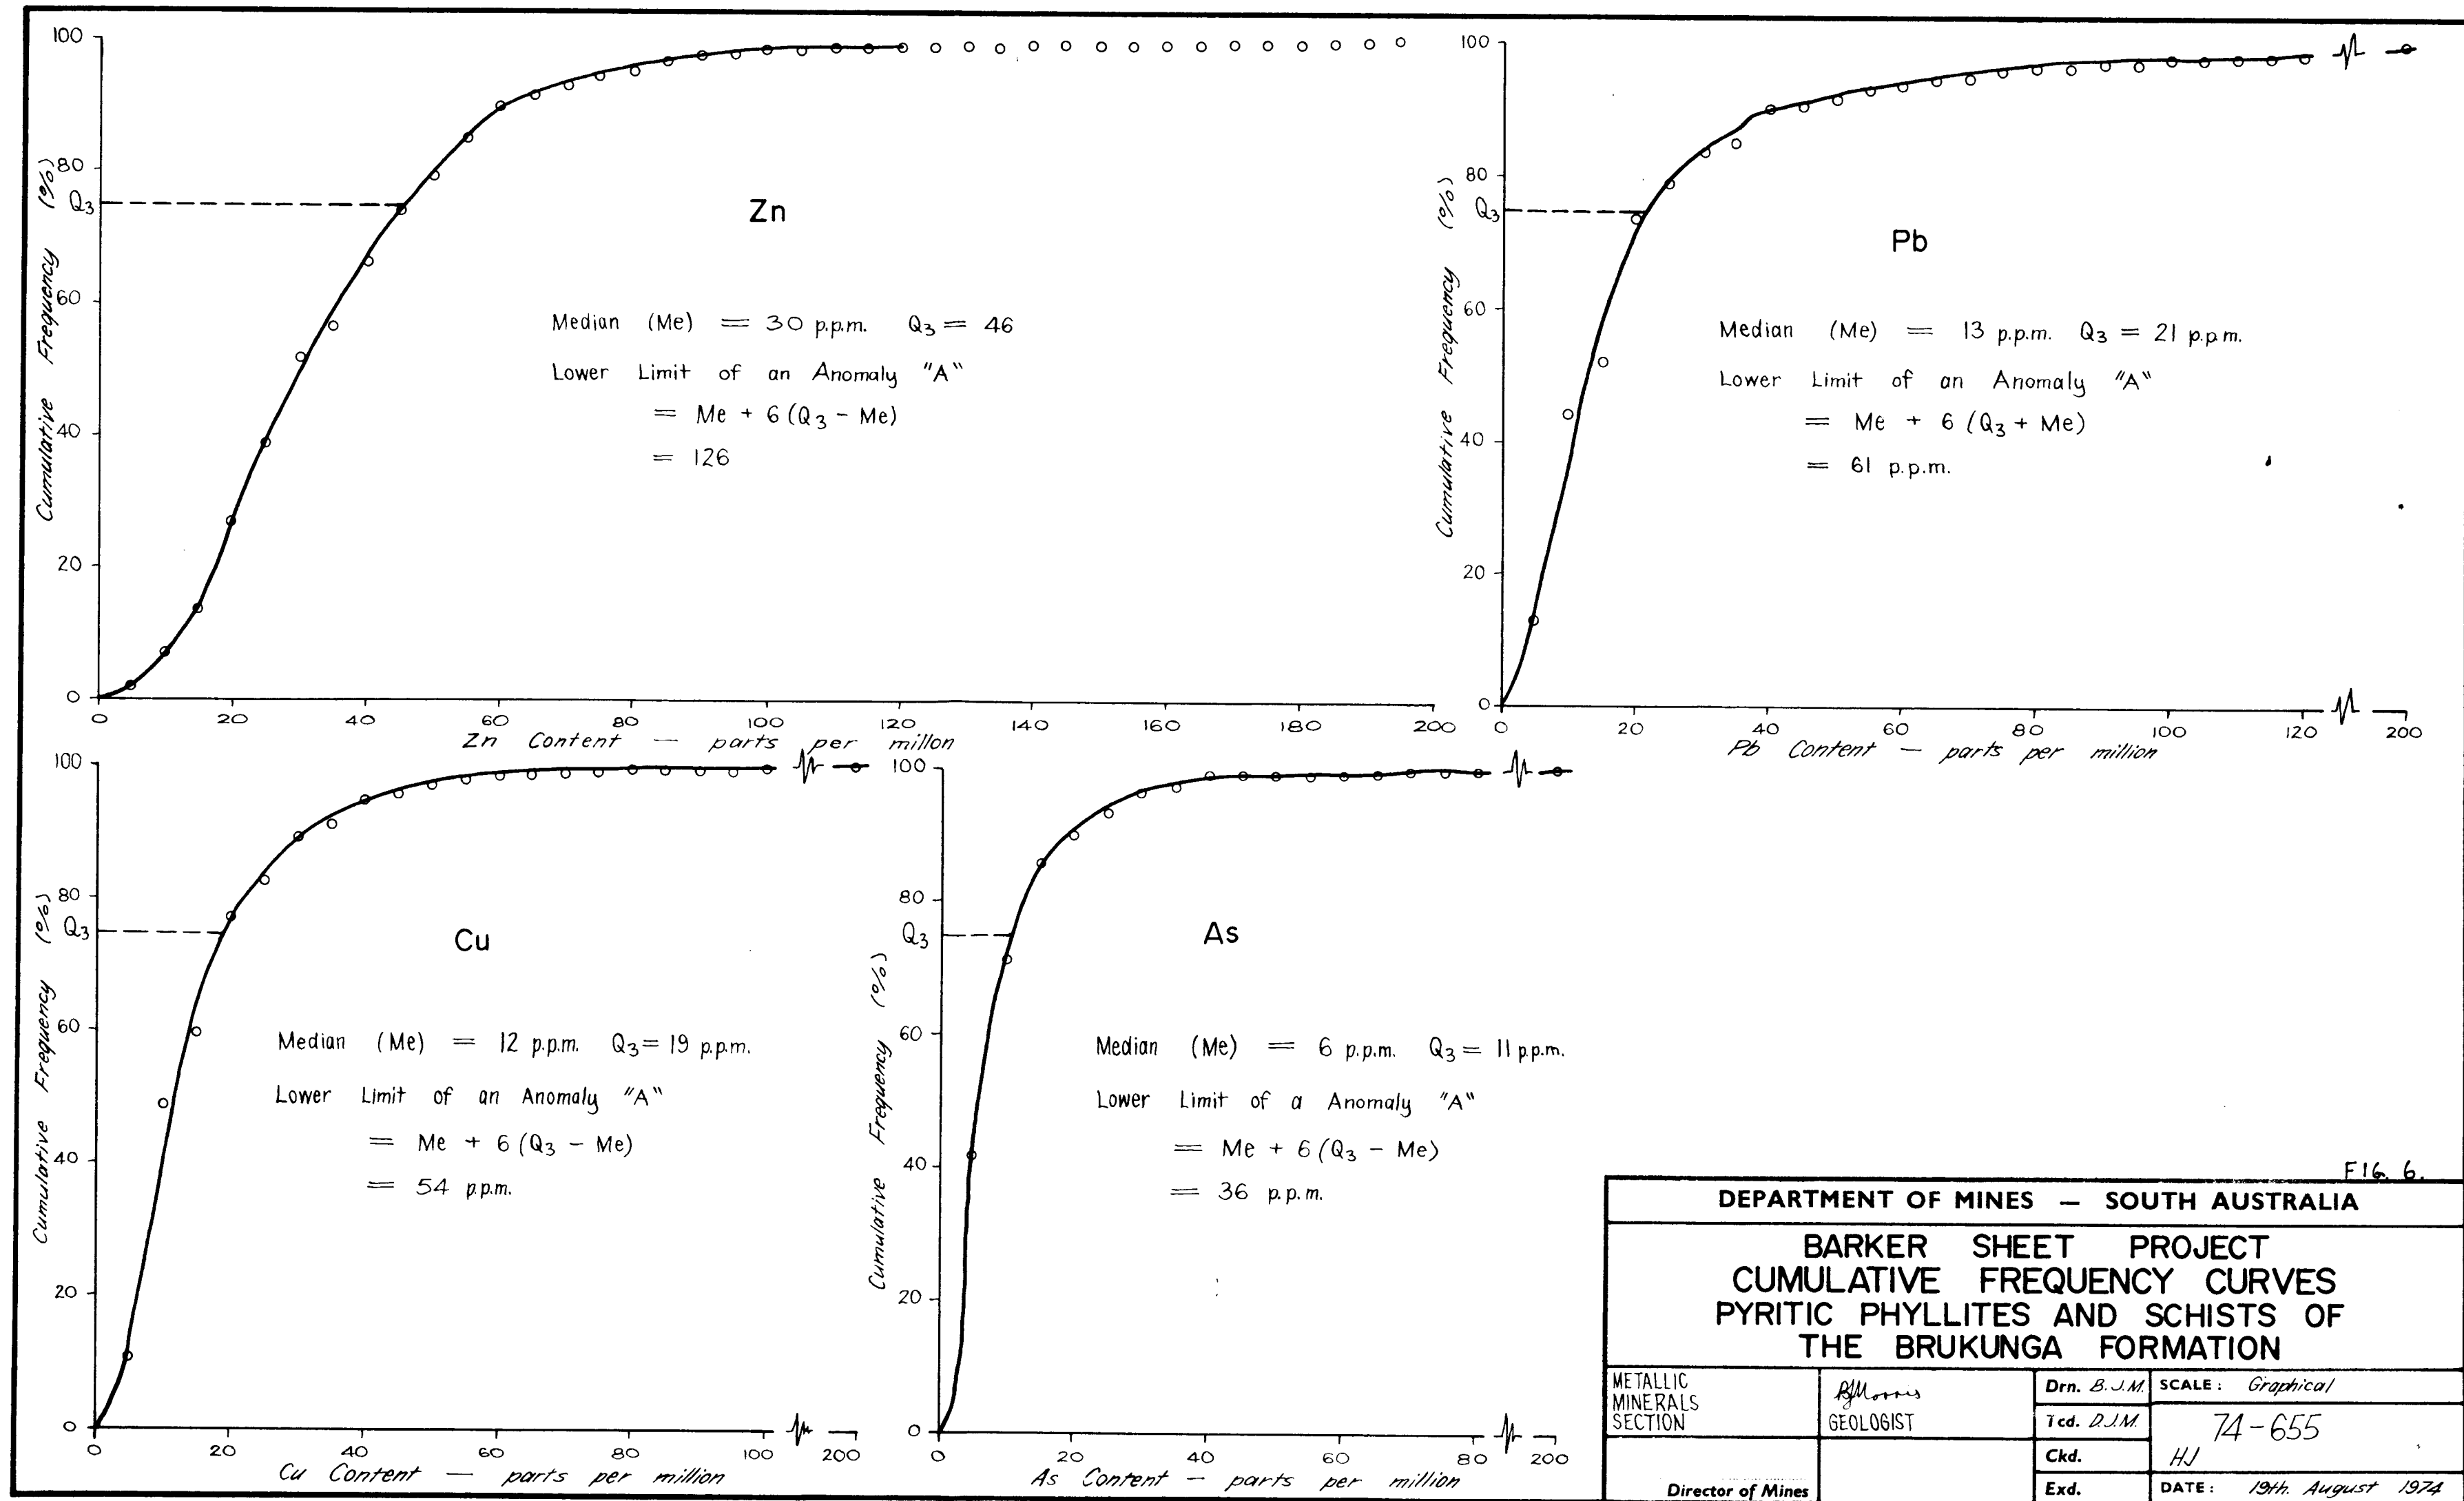 100
80
Q3
60
40
20
0
Cumulative Frequency (%)
Zn
Median (Me) = 30 p.p.m. Q3 = 46
Lower Limit of an Anomaly "A"
= Me + 6 (Q3 − Me)
= 126
0 20 40 60 80 100 120 140 160 180 200
Zn Content — parts per millon
100
80
Q3
60
40
20
0
Cumulative Frequency (%)
Pb
Median (Me) = 13 p.p.m. Q3 = 21 p.p.m.
Lower Limit of an Anomaly "A"
= Me + 6 (Q3 + Me)
= 61 p.p.m.
0 20 40 60 80 100 120 200
Pb Content — parts per million
100
80
Q3
60
40
20
0
Cumulative Frequency (%)
Cu
Median (Me) = 12 p.p.m. Q3 = 19 p.p.m.
Lower Limit of an Anomaly "A"
= Me + 6 (Q3 − Me)
= 54 p.p.m.
0 20 40 60 80 100 200
Cu Content — parts per million
100
80
Q3
60
40
20
0
Cumulative Frequency (%)
As
Median (Me) = 6 p.p.m. Q3 = 11 p.p.m.
Lower Limit of a Anomaly "A"
= Me + 6 (Q3 − Me)
= 36 p.p.m.
0 20 40 60 80 200
As Content — parts per million
FIG. 6.
DEPARTMENT OF MINES — SOUTH AUSTRALIA
BARKER SHEET PROJECT
CUMULATIVE FREQUENCY CURVES
PYRITIC PHYLLITES AND SCHISTS OF
THE BRUKUNGA FORMATION
METALLIC
MINERALS
SECTION
Director of Mines
BJMorris
GEOLOGIST
Drn. B.J.M.
Tcd. D.J.M.
Ckd.
Exd.
SCALE: Graphical
74-655
HJ
DATE: 19th. August 1974